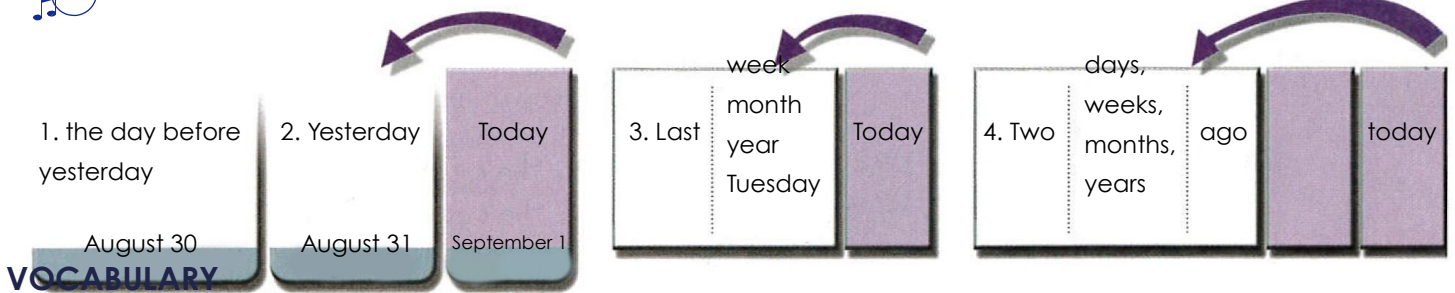 1. the day before
yesterday
August 30
2. Yesterday
August 31
Today
September 1
3. Last
week
month
year
Tuesday
Today
4. Two
days,
weeks,
months,
years
ago
today
VOCABULARY